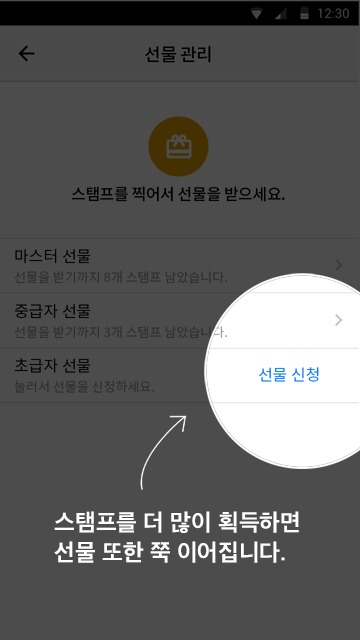 12:30
선물 관리
스탬프를 찍어서 선물을 받으세요.
마스터 선물
선물을 받기까지 8개 스탬프 남았습니다.
중급자 선물
선물을 받기까지 3개 스탬프 남았습니다.
초급자 선물
눌러서 선물을 신청하세요.
선물 신청
스탬프를 더 많이 획득하면
선물 또한 쭉 이어집니다.